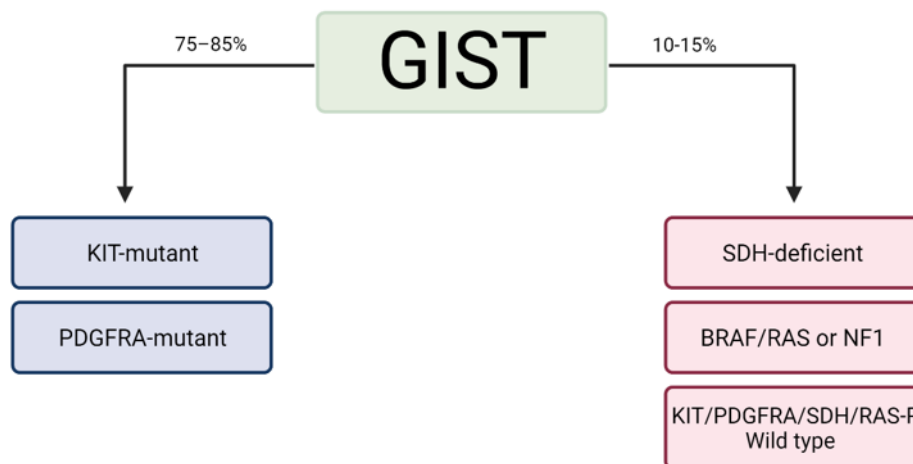 GIST
75–85%
10-15%
KIT-mutant
PDGFRA-mutant
SDH-deficient
BRAF/RAS or NF1
KIT/PDGFRA/SDH/RAS-
Wild type